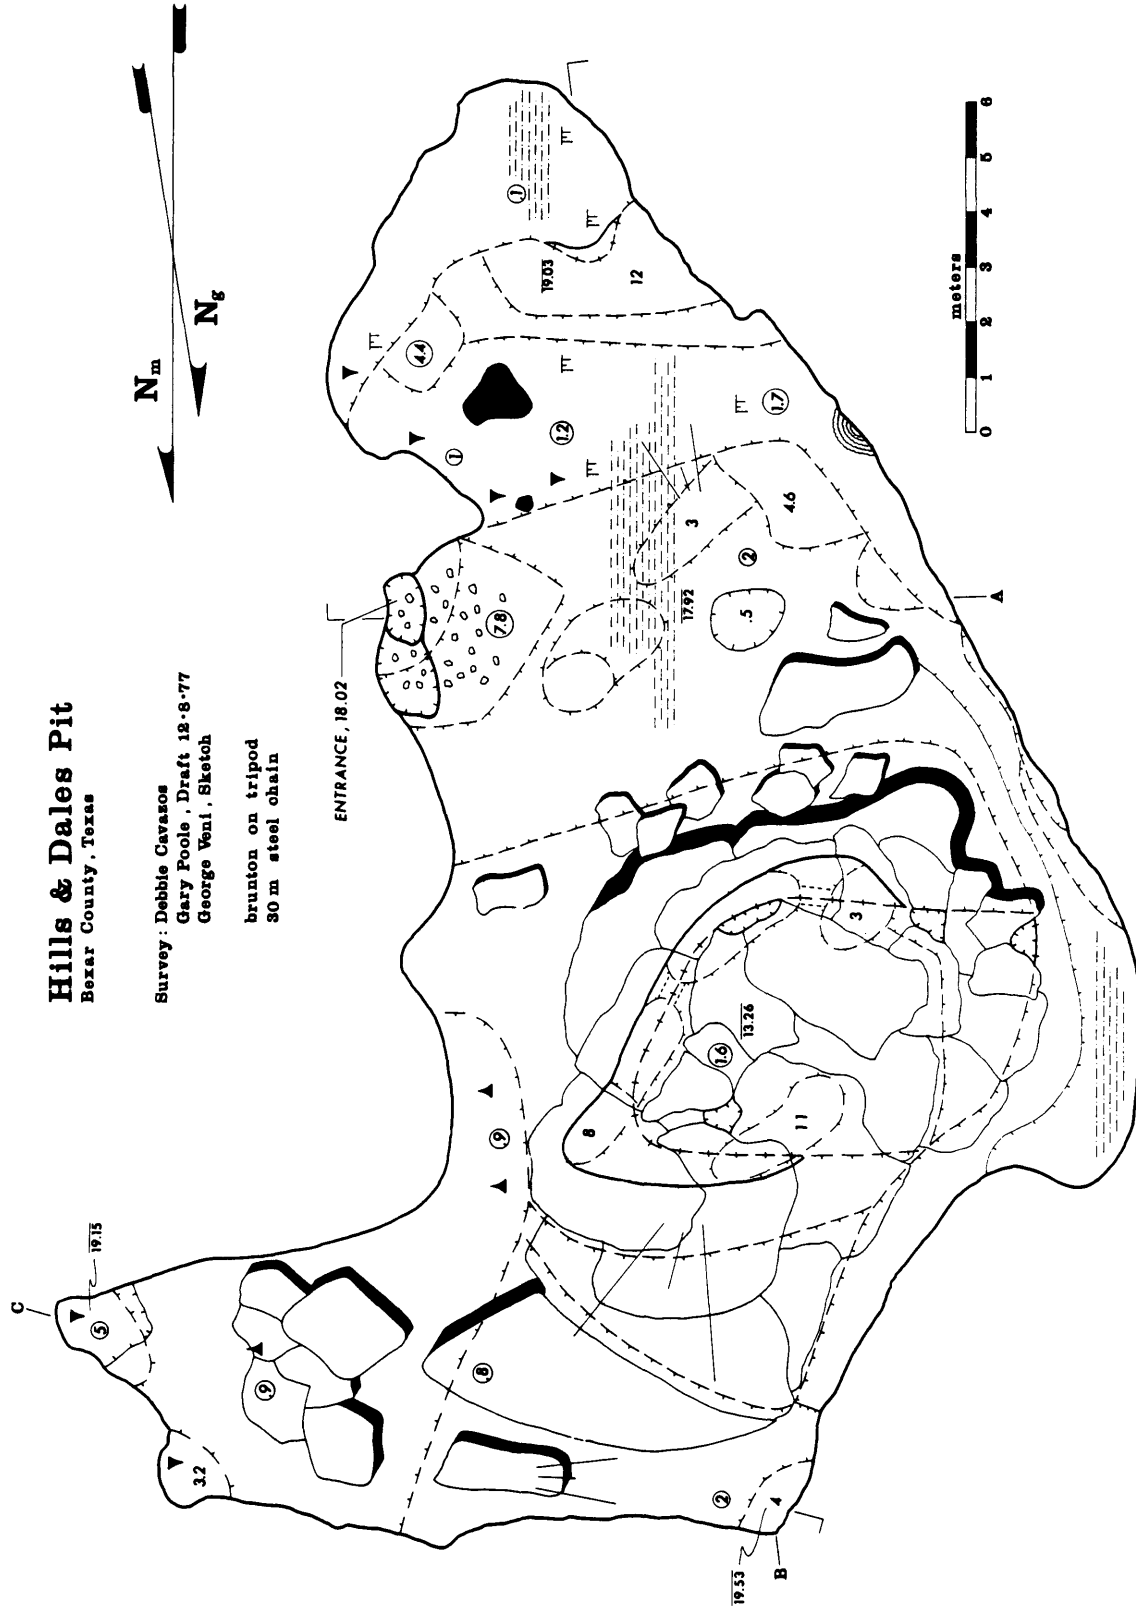 Hills & Dales Pit
Bexar County, Texas
Survey: Debbie Cavazos
Gary Poole, Draft 12·8·77
George Veni, Sketch
brunton on tripod
30 m steel chain
Nm
Ng
ENTRANCE, 18.02
meters
0 1 2 3 4 5 6
.1
19.03
12
4.4
1
1.2
1.7
3
4.6
2
17.92
.5
7.8
A
3
13.26
1.6
11
8
.9
C
19.15
5
.9
3.2
.8
2
4
19.53
B